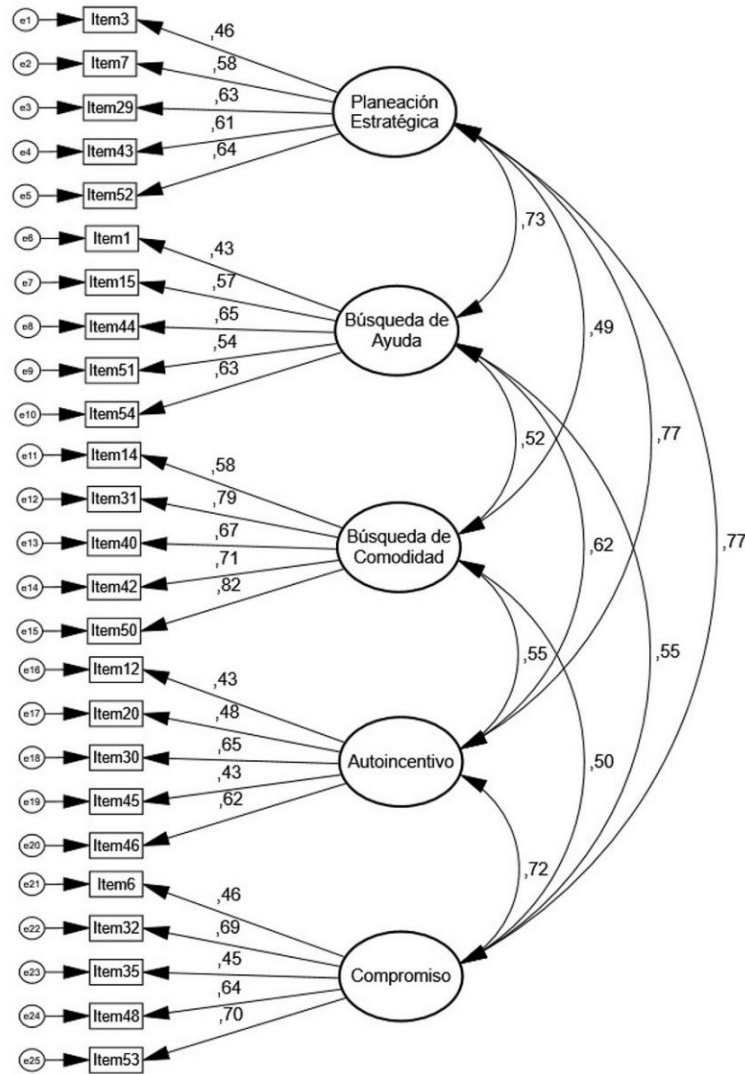 e1 Item3 ,46
e2 Item7 ,58
e3 Item29 ,63
e4 Item43 ,61
e5 Item52 ,64
Planeación
Estratégica
,73
e6 Item1 ,43
e7 Item15 ,57
e8 Item44 ,65
e9 Item51 ,54
e10 Item54 ,63
Búsqueda de
Ayuda
,49
,52
,77
e11 Item14 ,58
e12 Item31 ,79
e13 Item40 ,67
e14 Item42 ,71
e15 Item50 ,82
Búsqueda de
Comodidad
,62
,77
,55
,55
e16 Item12 ,43
e17 Item20 ,48
e18 Item30 ,65
e19 Item45 ,43
e20 Item46 ,62
Autoincentivo
,50
,72
e21 Item6 ,46
e22 Item32 ,69
e23 Item35 ,45
e24 Item48 ,64
e25 Item53 ,70
Compromiso